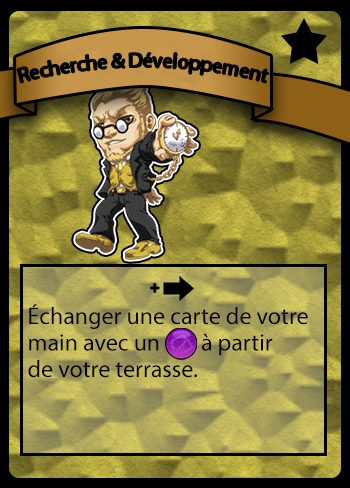 Recherche & Développement
+
Échanger une carte de votre
main avec un à partir
de votre terrasse.